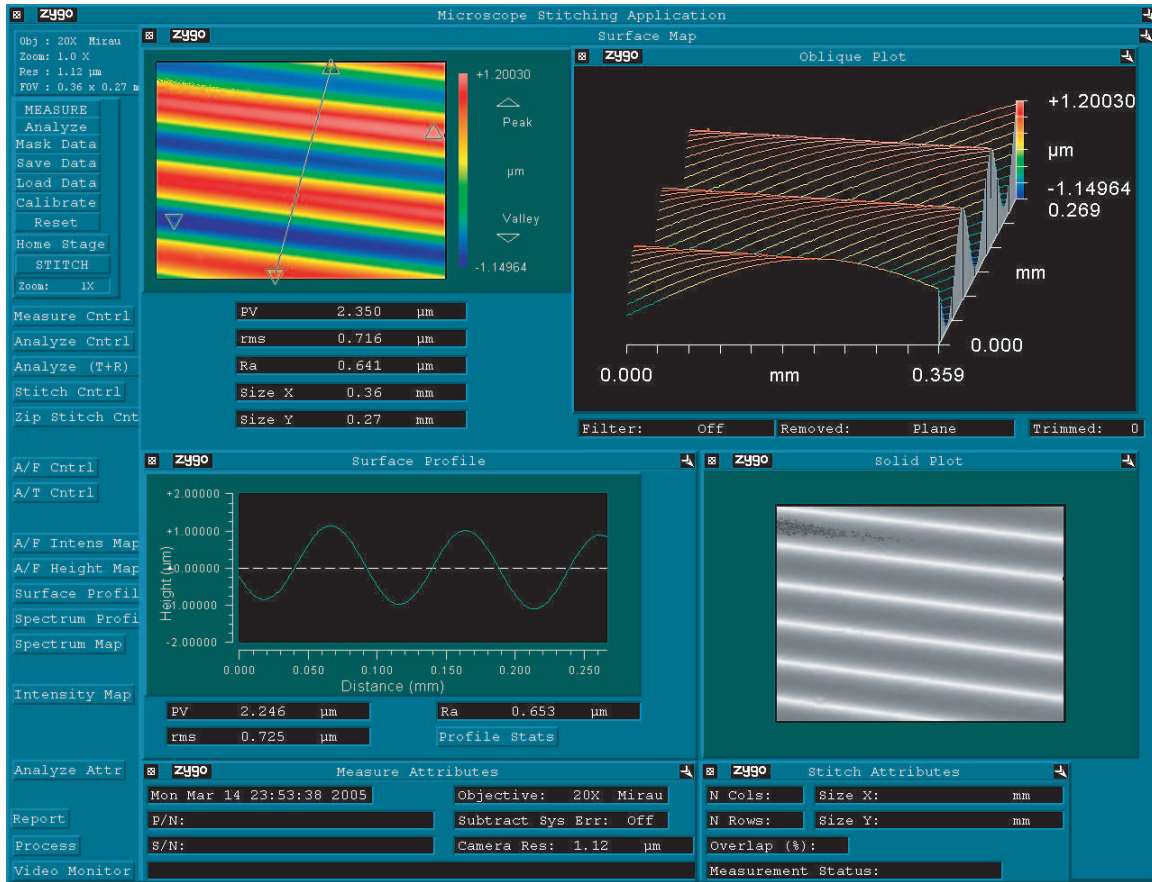 zygo Microscope Stitching Application
Obj : 20X Mirau
Zoom: 1.0 X
Res : 1.12 µm
FOV : 0.36 x 0.27 m
MEASURE
Analyze
Mask Data
Save Data
Load Data
Calibrate
Reset
Home Stage
STITCH
Zoom: 1X
Measure Cntrl
Analyze Cntrl
Analyze (T+R)
Stitch Cntrl
Zip Stitch Cnt
A/F Cntrl
A/T Cntrl
A/F Intens Map
A/F Height Map
Surface Profil
Spectrum Profi
Spectrum Map
Intensity Map
Analyze Attr
Report
Process
Video Monitor
zygo Surface Map
+1.20030
Peak
µm
Valley
-1.14964
PV 2.350 µm
rms 0.716 µm
Ra 0.641 µm
Size X 0.36 mm
Size Y 0.27 mm
zygo Oblique Plot
+1.20030
µm
-1.14964
0.269
mm
0.000
0.000 mm 0.359
Filter: Off Removed: Plane Trimmed: 0
zygo Surface Profile
+2.00000
+1.00000
+0.00000
-1.00000
-2.00000
Height (µm)
0.000 0.050 0.100 0.150 0.200 0.250
Distance (mm)
PV 2.246 µm Ra 0.653 µm
rms 0.725 µm Profile Stats
zygo Solid Plot
zygo Measure Attributes
Mon Mar 14 23:53:38 2005 Objective: 20X Mirau
P/N: Subtract Sys Err: Off
S/N: Camera Res: 1.12 µm
zygo Stitch Attributes
N Cols: Size X: mm
N Rows: Size Y: mm
Overlap (%):
Measurement Status: